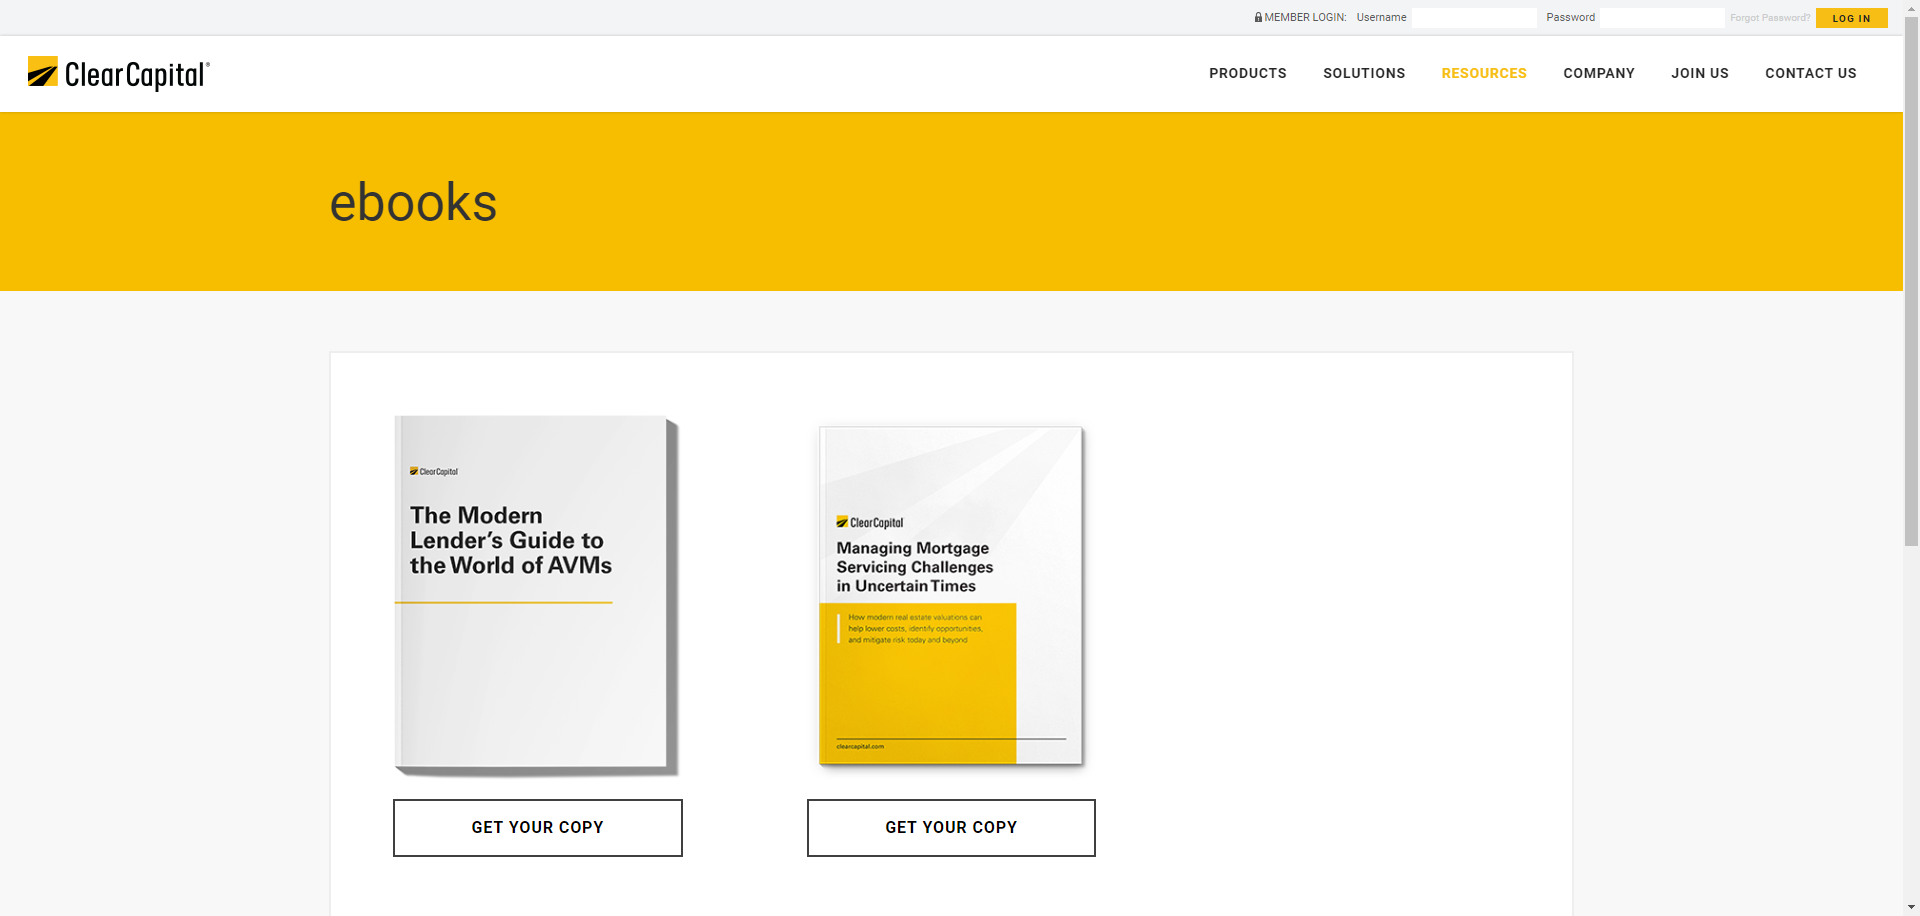 MEMBER LOGIN: Username Password Forgot Password? LOG IN
ClearCapital®
PRODUCTS SOLUTIONS RESOURCES COMPANY JOIN US CONTACT US
ebooks
ClearCapital
The Modern
Lender's Guide to
the World of AVMs
GET YOUR COPY
ClearCapital
Managing Mortgage
Servicing Challenges
in Uncertain Times
How modern real estate valuations can
help lower costs, identify opportunities,
and mitigate risk today and beyond
clearcapital.com
GET YOUR COPY